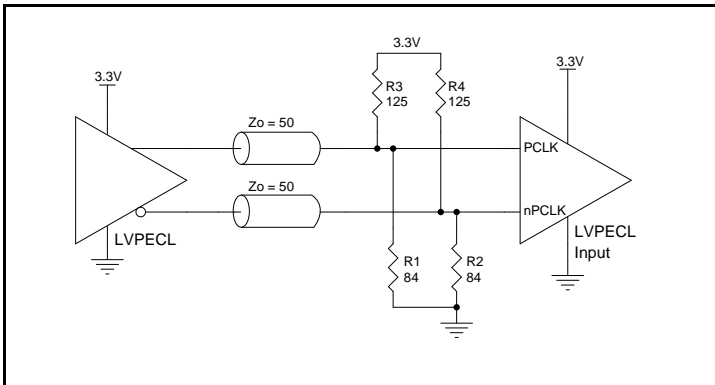 3.3V
3.3V
3.3V
R3
125
R4
125
Zo = 50
PCLK
Zo = 50
nPCLK
LVPECL
LVPECL
Input
R1
84
R2
84